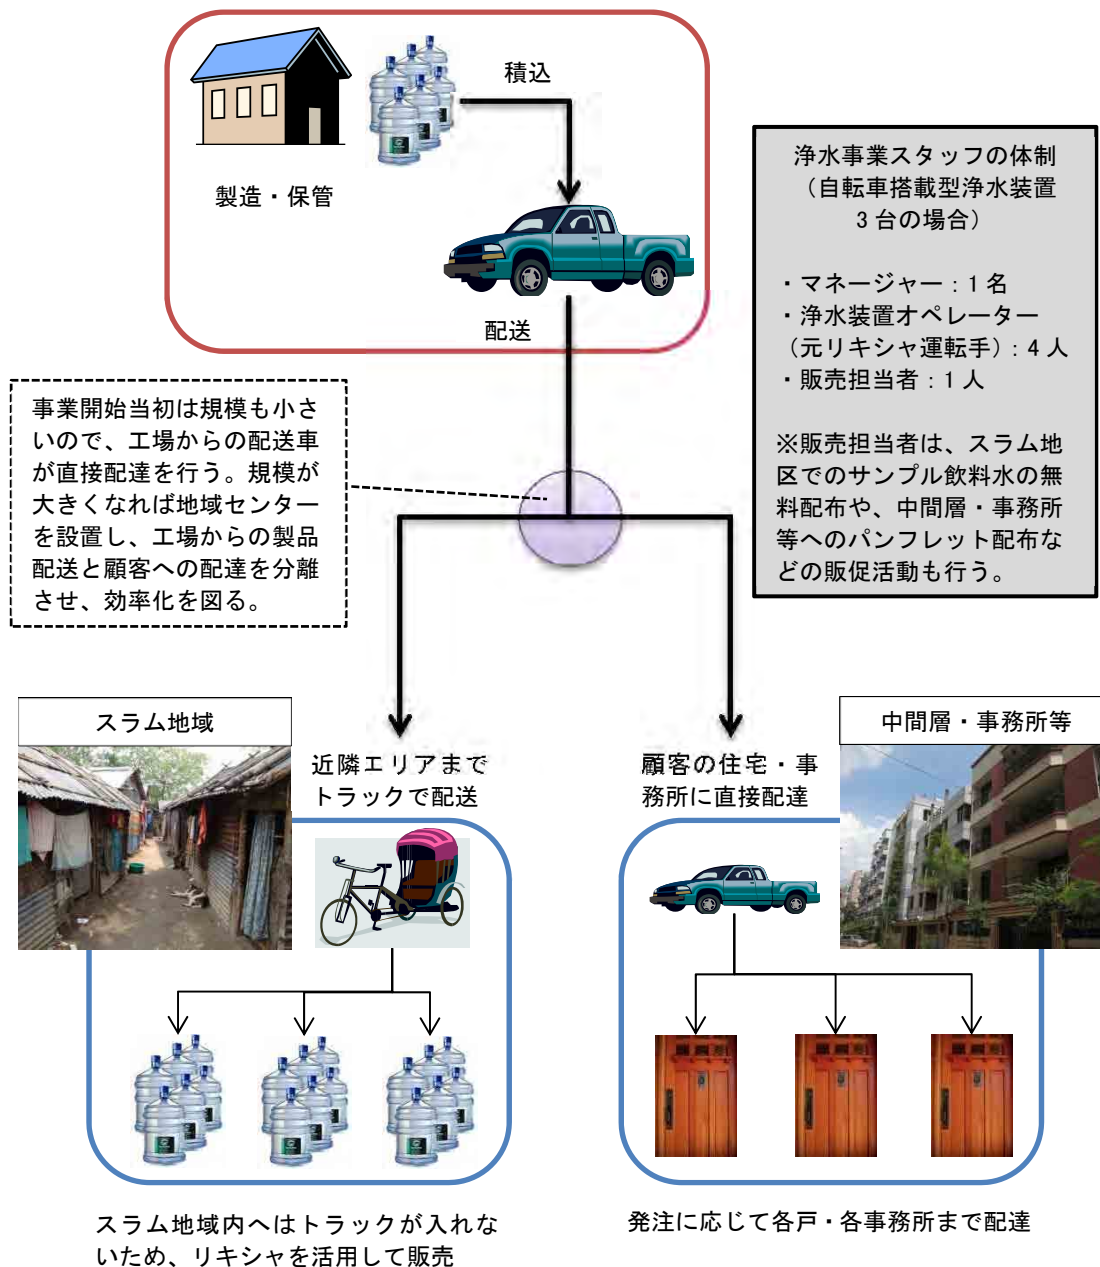 積込
製造・保管
配送
浄水事業スタッフの体制
(自転車搭載型浄水装置
3 台の場合)
・マネージャー：1 名
・浄水装置オペレーター
(元リキシャ運転手)：4 人
・販売担当者：1 人
※販売担当者は、スラム地
区でのサンプル飲料水の無
料配布や、中間層・事務所
等へのパンフレット配布な
どの販促活動も行う。
事業開始当初は規模も小さ
いので、工場からの配送車
が直接配達を行う。規模が
大きくなれば地域センター
を設置し、工場からの製品
配送と顧客への配達を分離
させ、効率化を図る。
スラム地域
近隣エリアまで
トラックで配送
顧客の住宅・事
務所に直接配達
中間層・事務所等
スラム地域内へはトラックが入れな
いため、リキシャを活用して販売
発注に応じて各戸・各事務所まで配達